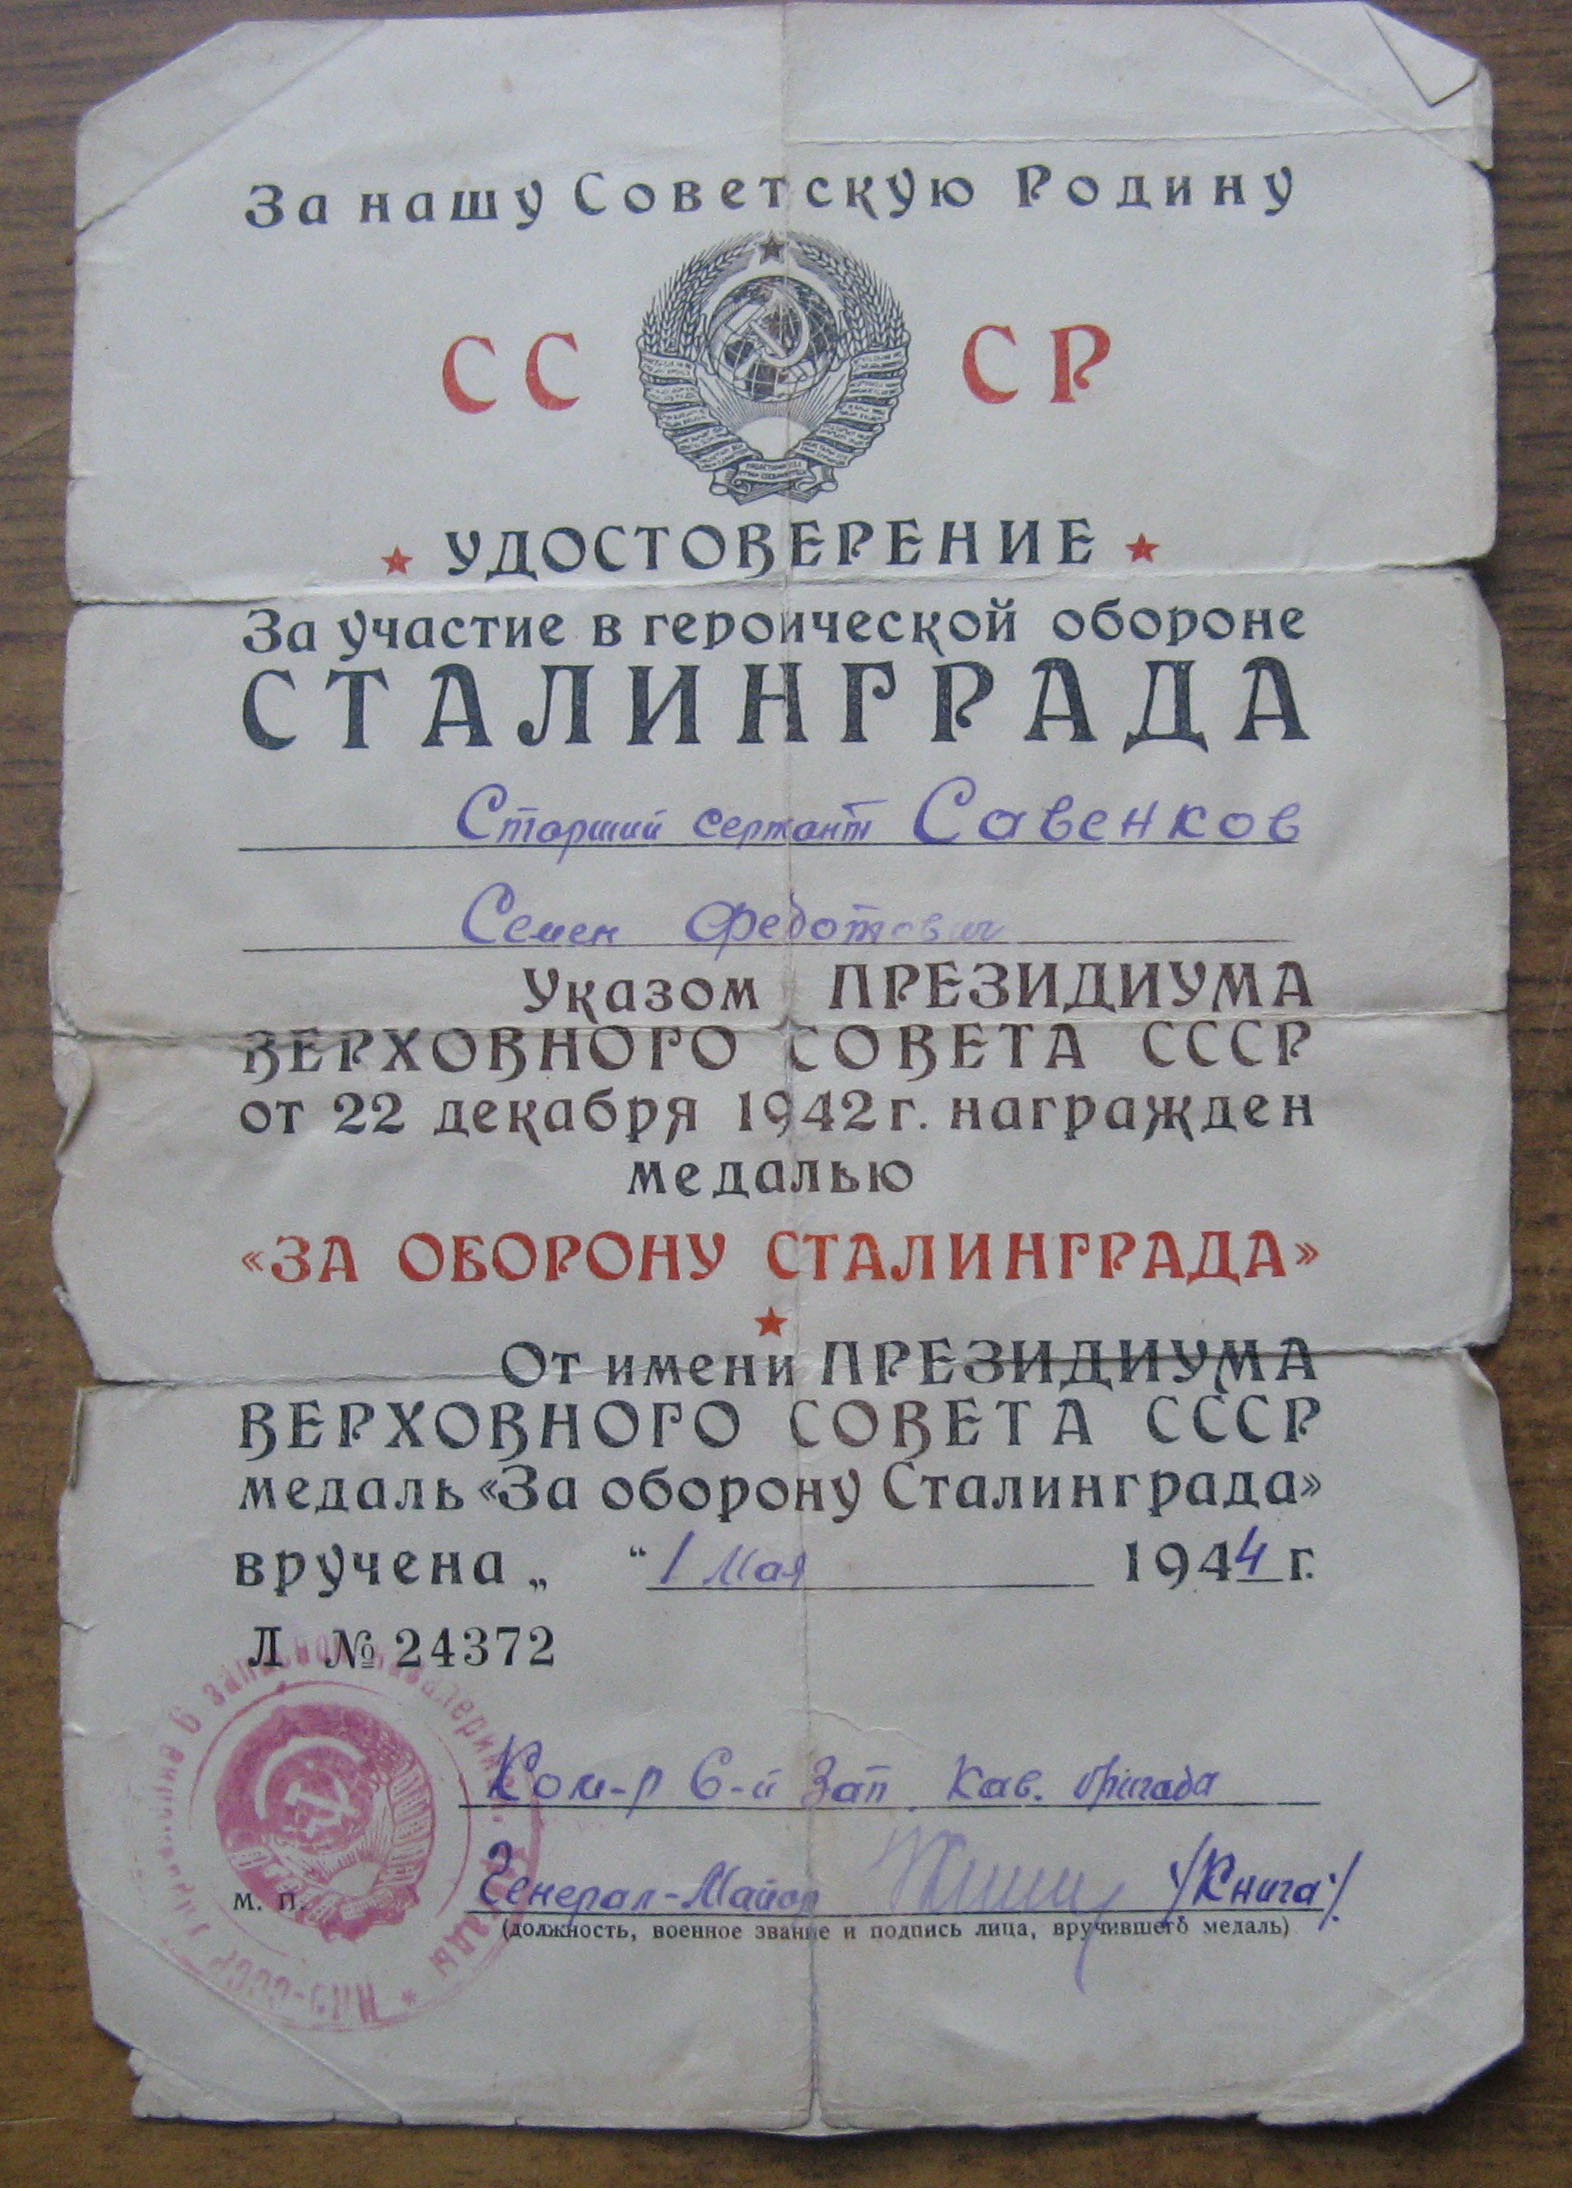 За нашу Советскую Родину
СССР
УДОСТОВЕРЕНИЕ
За участие в героической обороне
СТАЛИНГРАДА
Старший сержант Савенков
Семен Федотович
Указом ПРЕЗИДИУМА
ВЕРХОВНОГО СОВЕТА СССР
от 22 декабря 1942 г. награжден
медалью
«ЗА ОБОРОНУ СТАЛИНГРАДА»
От имени ПРЕЗИДИУМА
ВЕРХОВНОГО СОВЕТА СССР
медаль «За оборону Сталинграда»
вручена „ “ 1 Мая 1944 г.
Л № 24372
Ком-р 6-й Зап. Кав. бригада
М. П. Генерал-Майор /Книга/
(должность, военное звание и подпись лица, вручившего медаль)